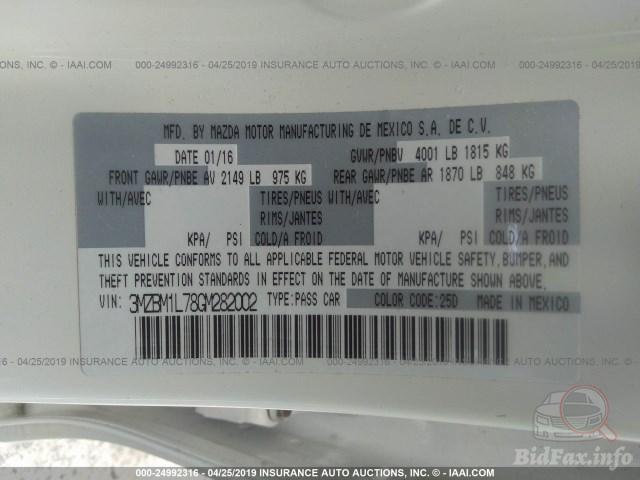 000-24992316 - 04/25/2019 INSURANCE AUTO AUCTIONS, INC. - © IAAI.COM
MFD. BY MAZDA MOTOR MANUFACTURING DE MEXICO S.A. DE C.V.
DATE 01/16 GVWR/PNBV 4001 LB 1815 KG
FRONT GAWR/PNBE AV 2149 LB 975 KG REAR GAWR/PNBE AR 1870 LB 848 KG
WITH/AVEC TIRES/PNEUS WITH/AVEC TIRES/PNEUS
RIMS/JANTES RIMS/JANTES
KPA/ PSI COLD/A FROID KPA/ PSI COLD/A FROID
THIS VEHICLE CONFORMS TO ALL APPLICABLE FEDERAL MOTOR VEHICLE SAFETY, BUMPER, AND
THEFT PREVENTION STANDARDS IN EFFECT ON THE DATE OF MANUFACTURE SHOWN ABOVE.
VIN: 3MZBM1L78GM282002 TYPE: PASS CAR COLOR CODE: 25D MADE IN MEXICO
000-24992316 - 04/25/2019 INSURANCE AUTO AUCTIONS, INC. - © IAAI.COM
BidFax.info
000-24992316 - 04/25/2019 INSURANCE AUTO AUCTIONS, INC. - © IAAI.COM